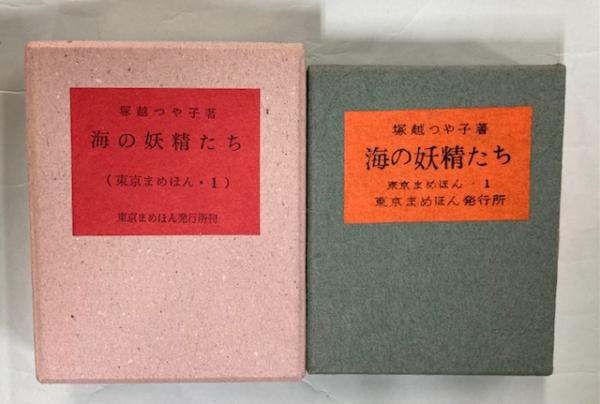 塚越つや子著
海の妖精たち
(東京まめほん・1)
東京まめほん発行所刊
塚越つや子著
海の妖精たち
東京まめほん・1
東京まめほん発行所